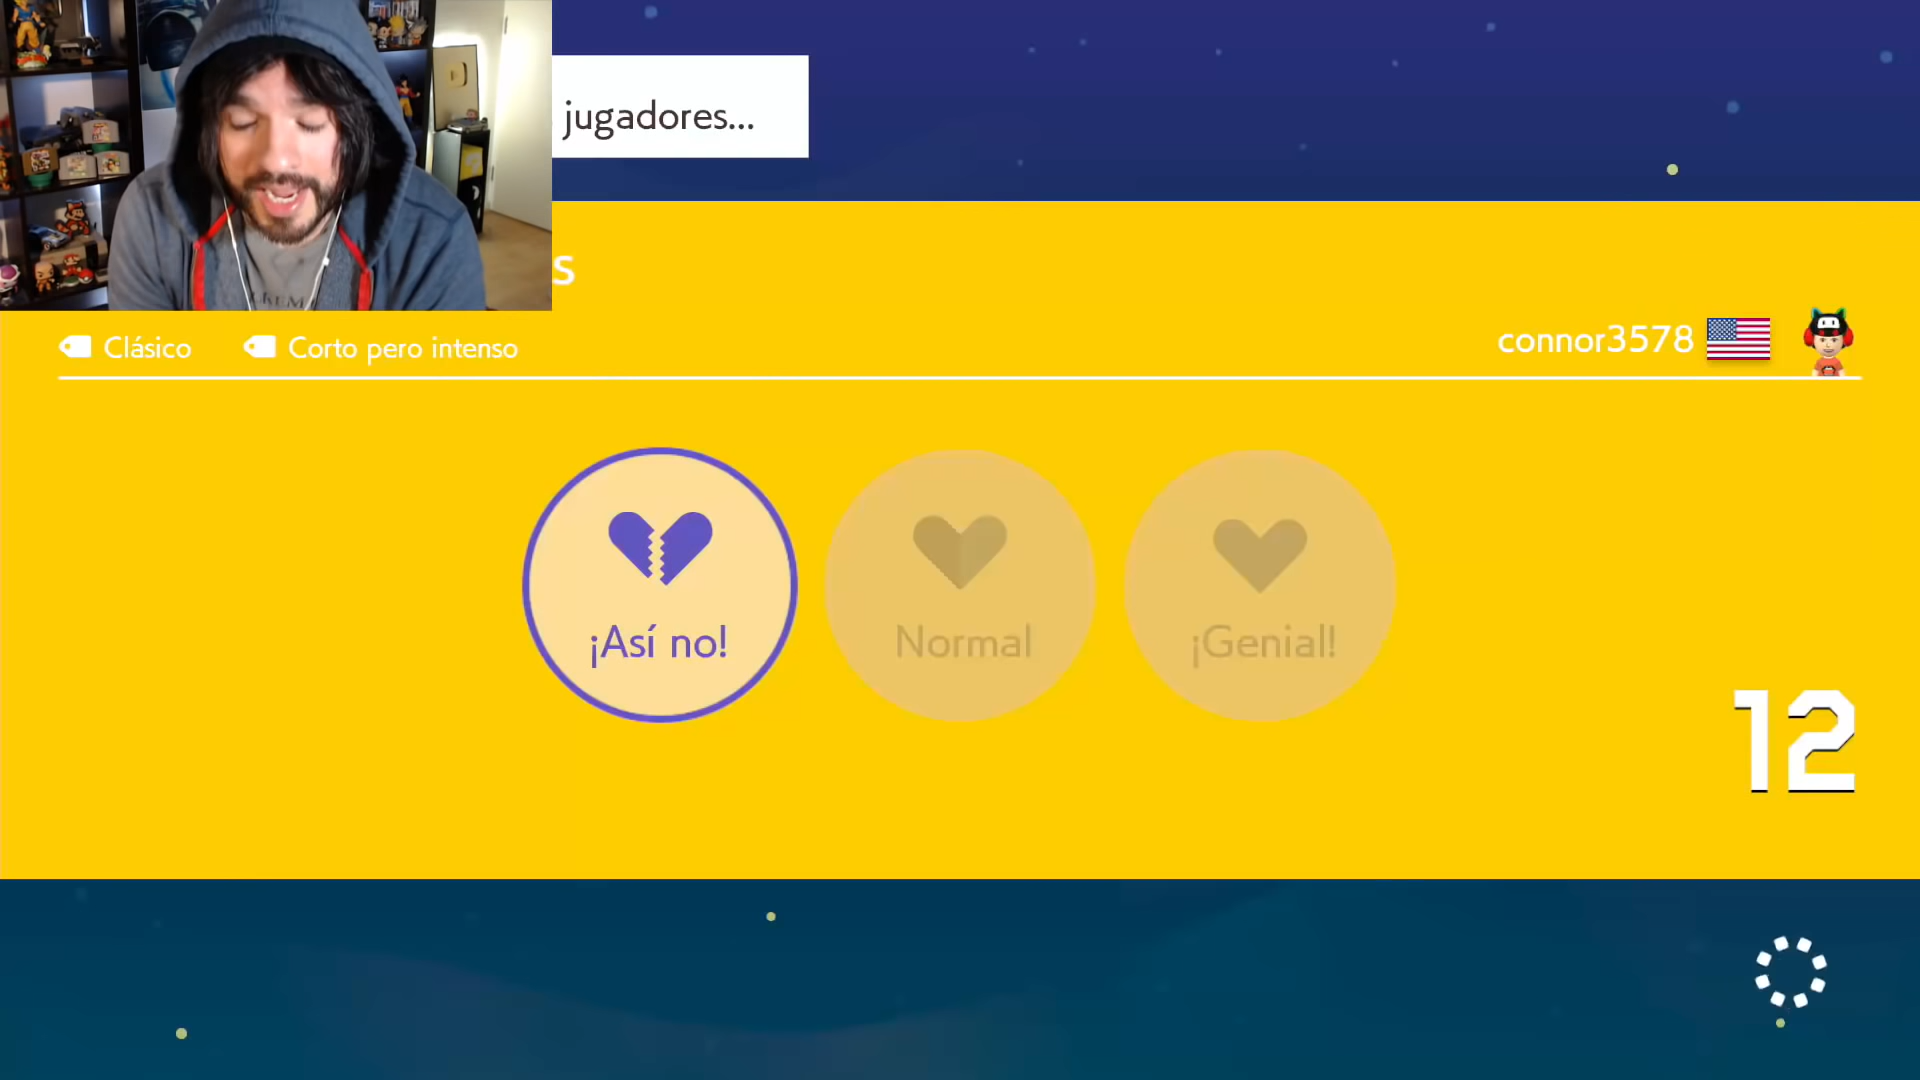 jugadores...
s
Clásico
Corto pero intenso
connor3578
¡Así no!
Normal
¡Genial!
12